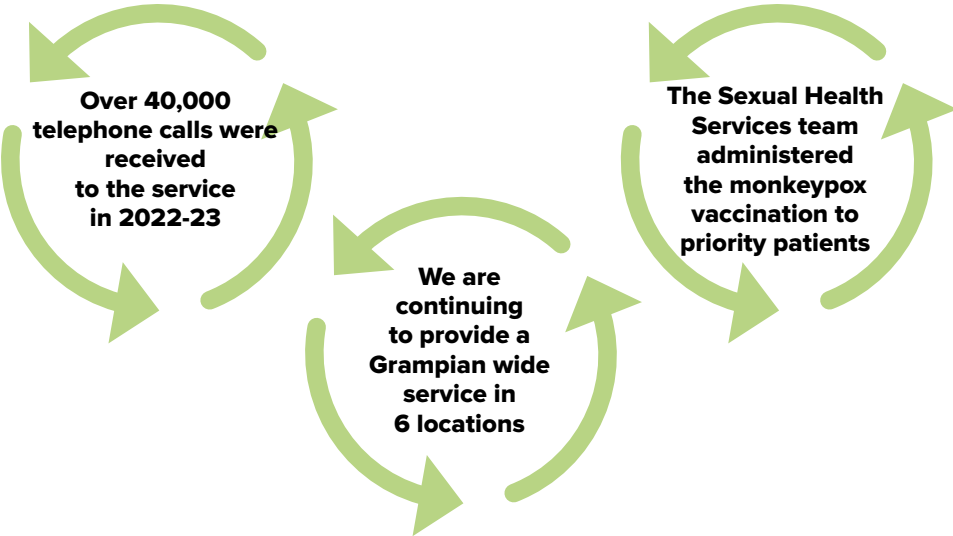 Over 40,000
telephone calls were
received
to the service
in 2022-23
We are
continuing
to provide a
Grampian wide
service in
6 locations
The Sexual Health
Services team
administered
the monkeypox
vaccination to
priority patients